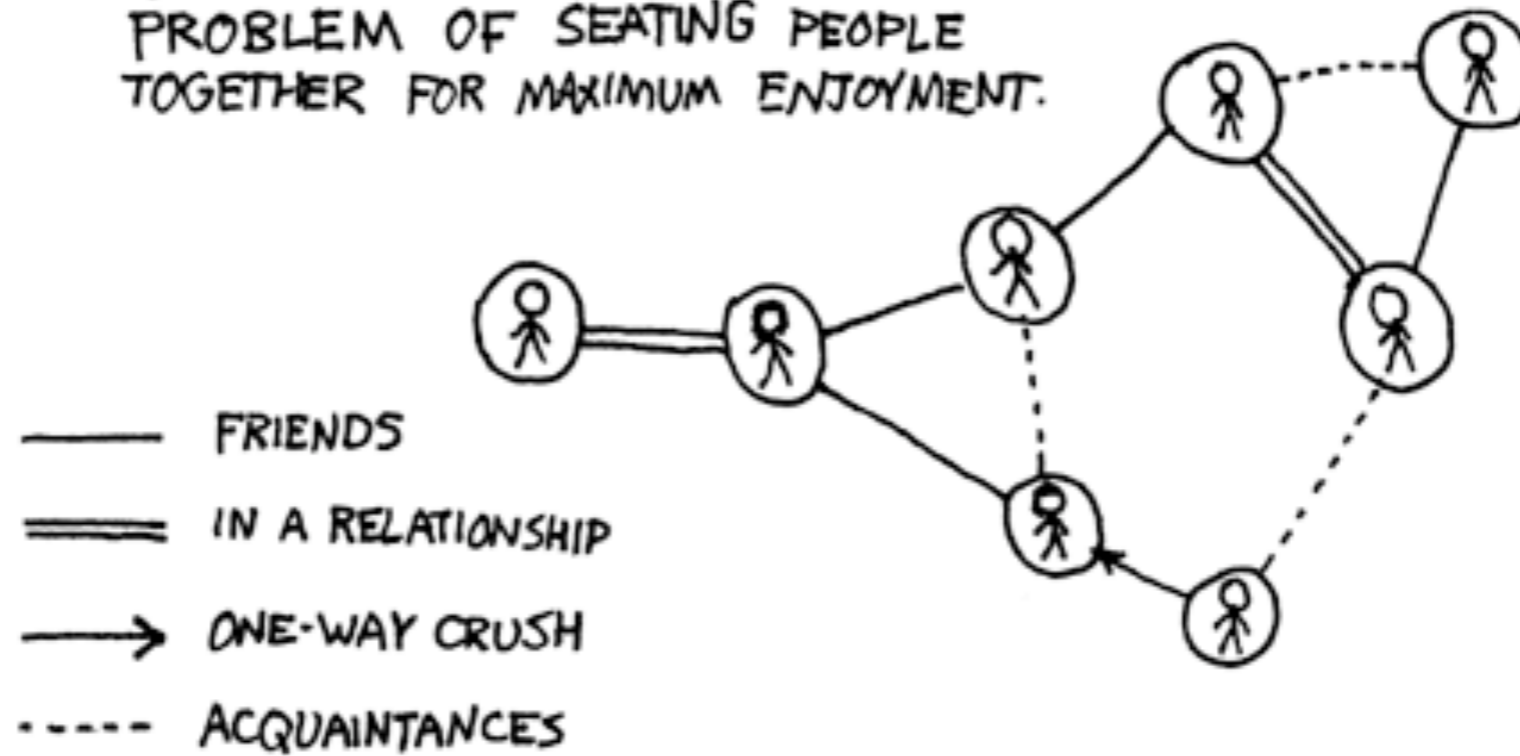 PROBLEM OF SEATING PEOPLE
TOGETHER FOR MAXIMUM ENJOYMENT.
FRIENDS
IN A RELATIONSHIP
ONE-WAY CRUSH
ACQUAINTANCES